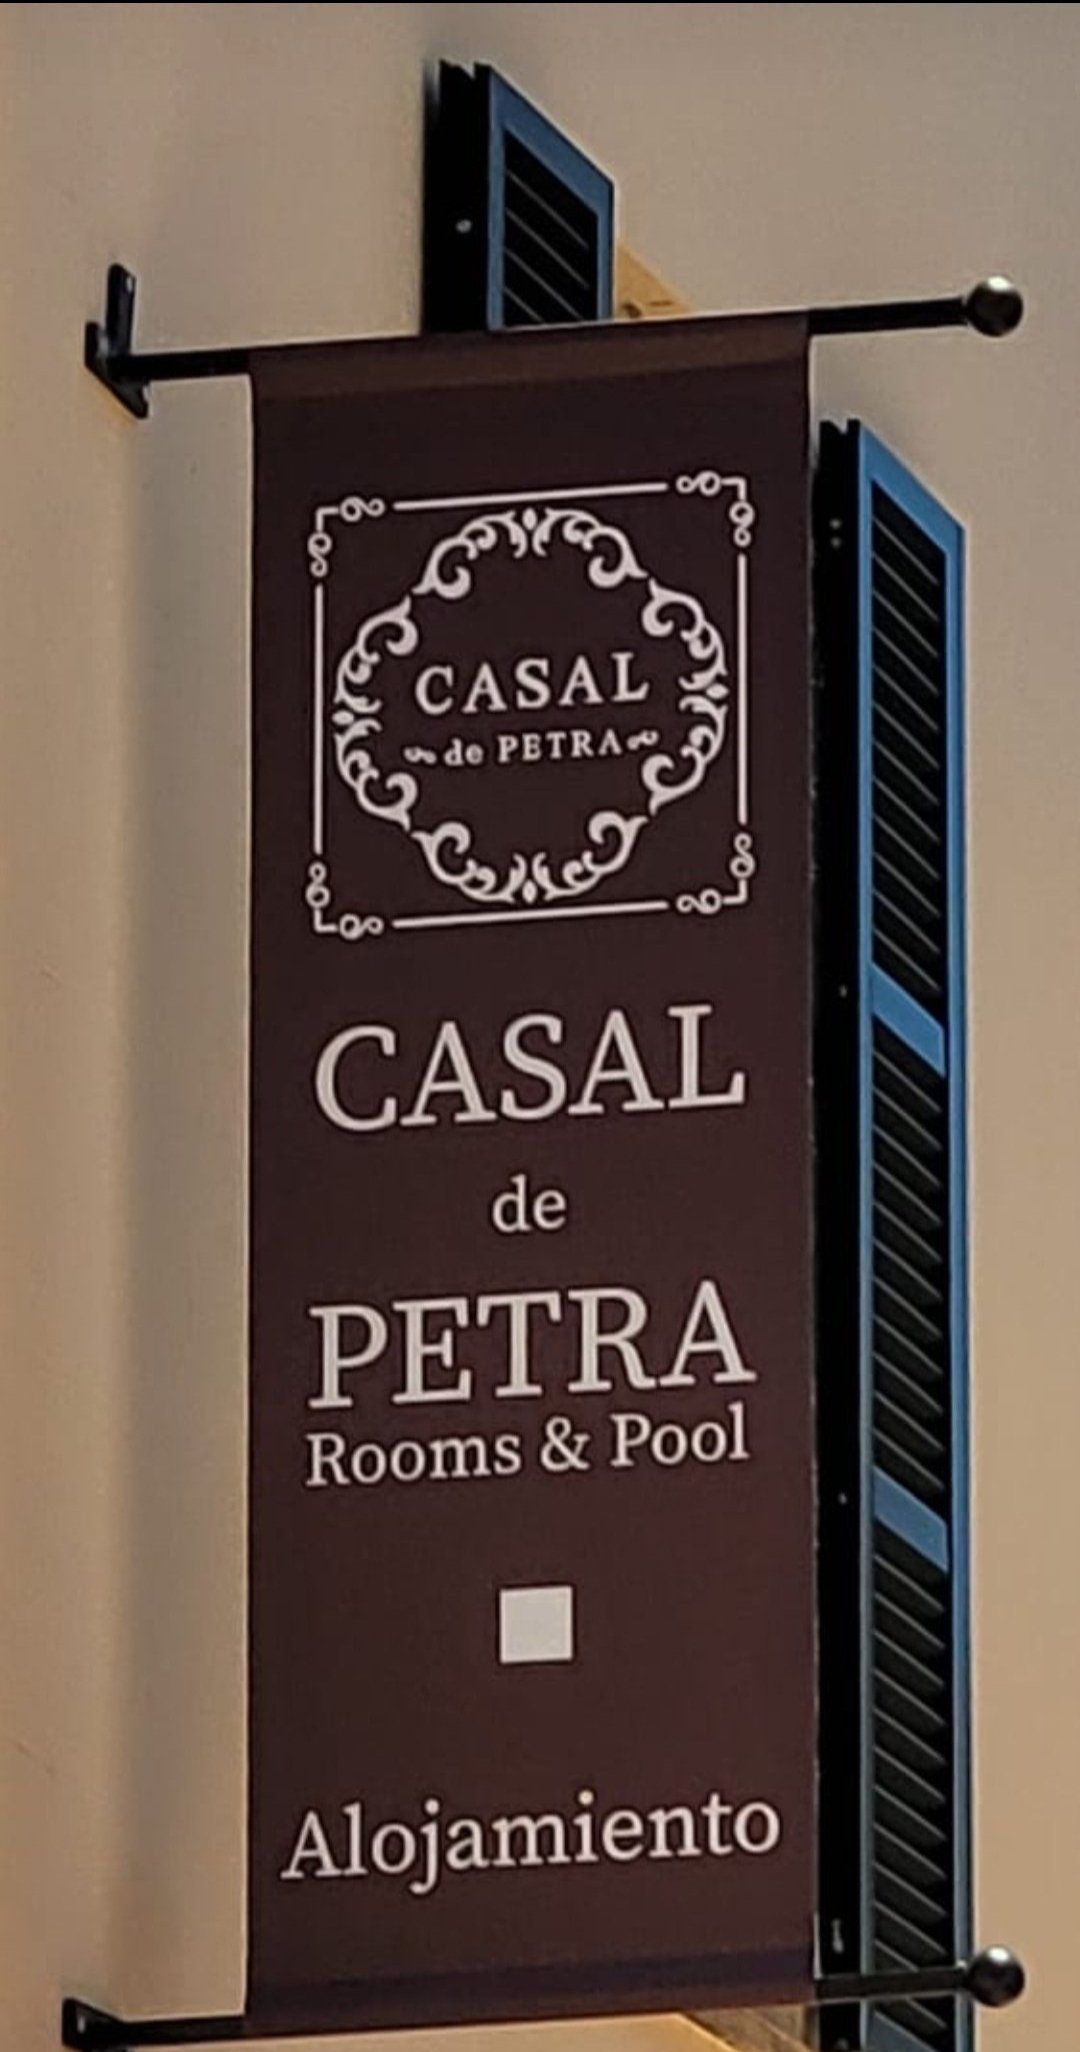 CASAL
de PETRA
CASAL
de
PETRA
Rooms & Pool
Alojamiento